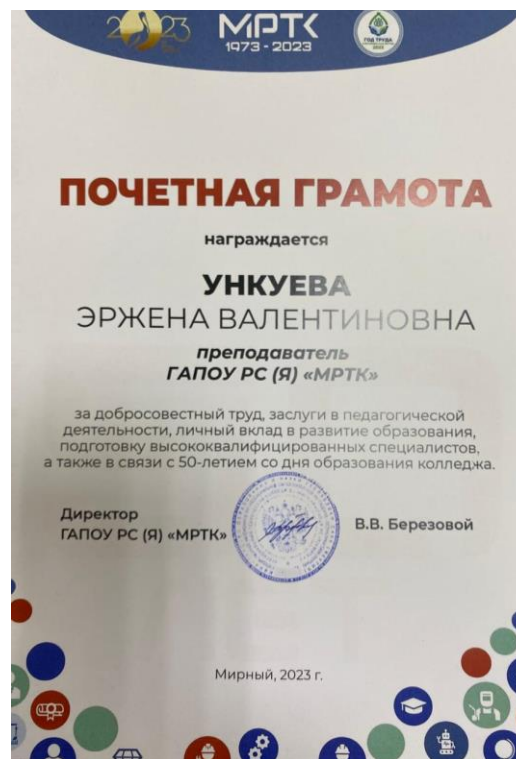 2023
МРТК
1973 - 2023
ГОД ТРУДА
ПОЧЕТНАЯ ГРАМОТА
награждается
УНКУЕВА
ЭРЖЕНА ВАЛЕНТИНОВНА
преподаватель
ГАПОУ РС (Я) «МРТК»
за добросовестный труд, заслуги в педагогической
деятельности, личный вклад в развитие образования,
подготовку высококвалифицированных специалистов,
а также в связи с 50-летием со дня образования колледжа.
Директор
ГАПОУ РС (Я) «МРТК»
В.В. Березовой
Мирный, 2023 г.